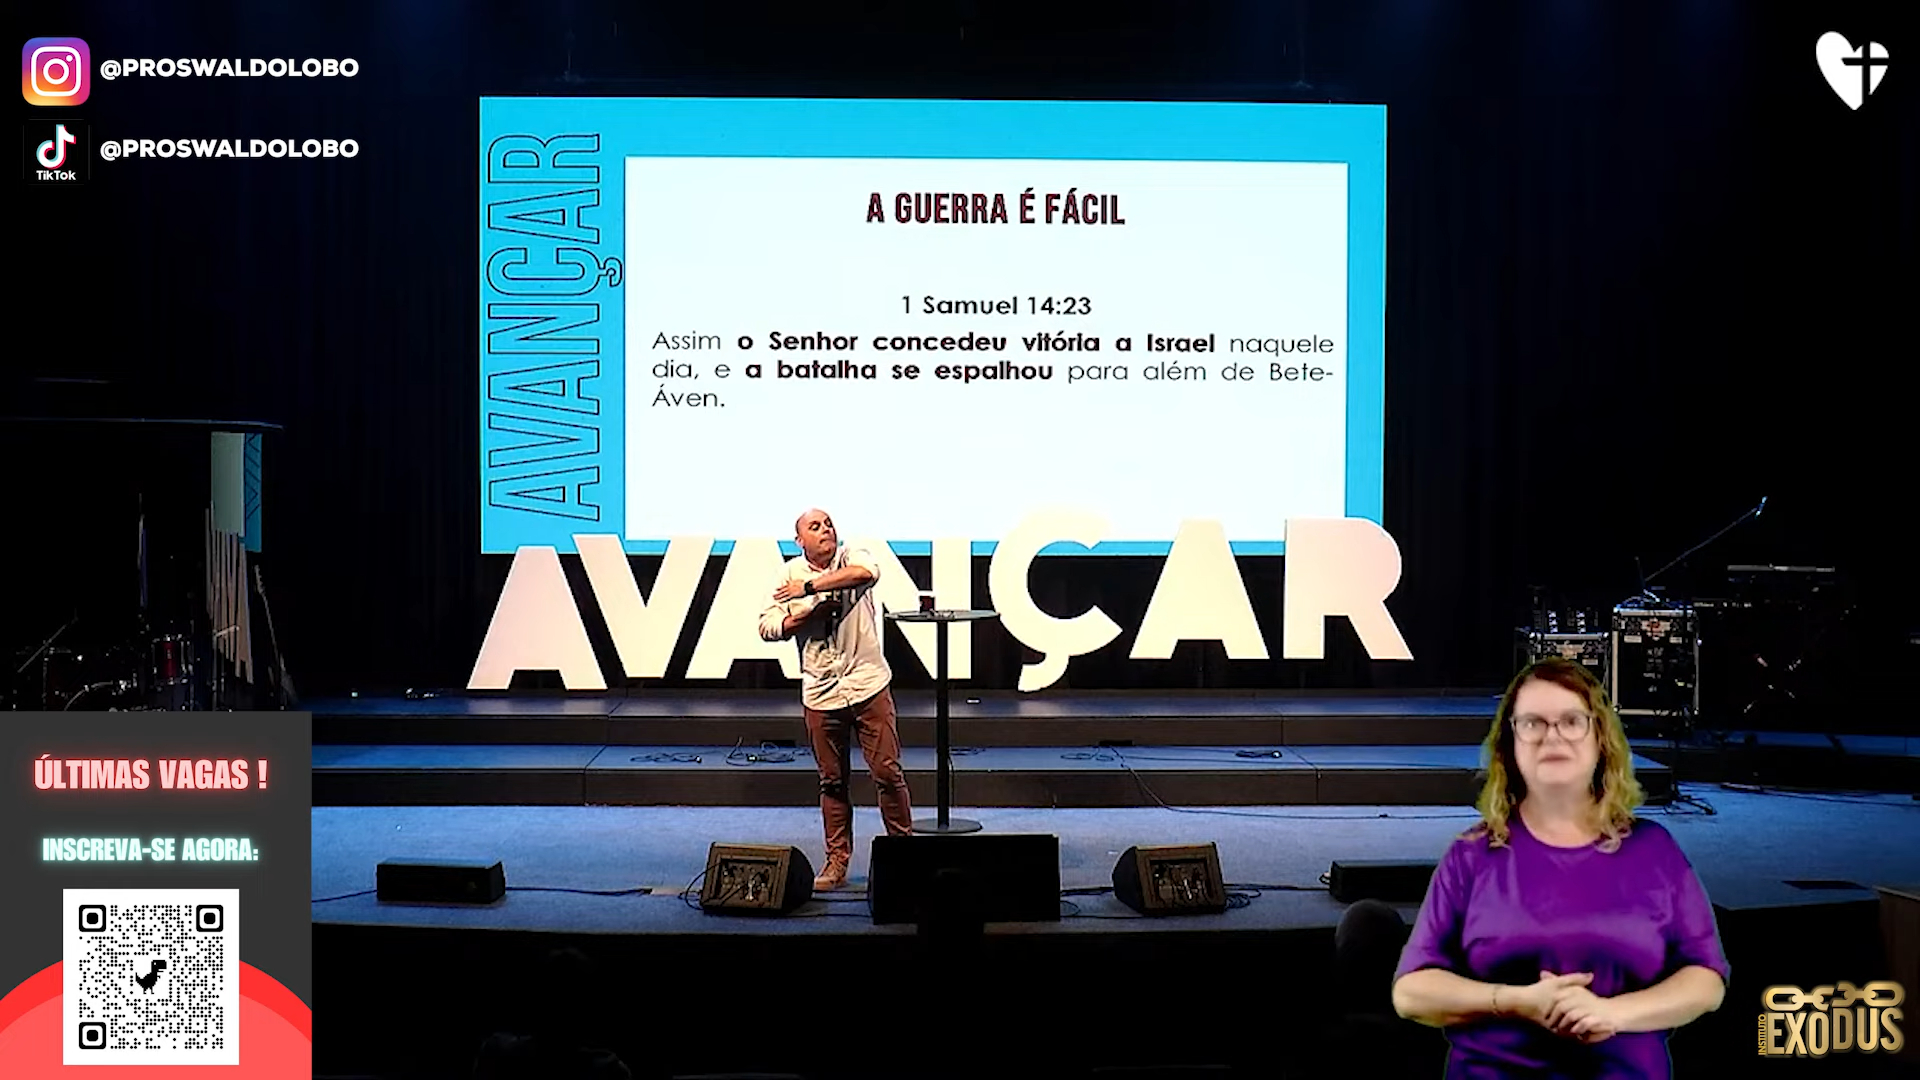 @PROSWALDOLOBO
TikTok
@PROSWALDOLOBO
AVANÇAR
A GUERRA É FÁCIL
1 Samuel 14:23
Assim o Senhor concedeu vitória a Israel naquele
dia, e a batalha se espalhou para além de Bete-
Áven.
AVANÇAR
ÚLTIMAS VAGAS !
INSCREVA-SE AGORA:
INSTITUTO
EXODUS